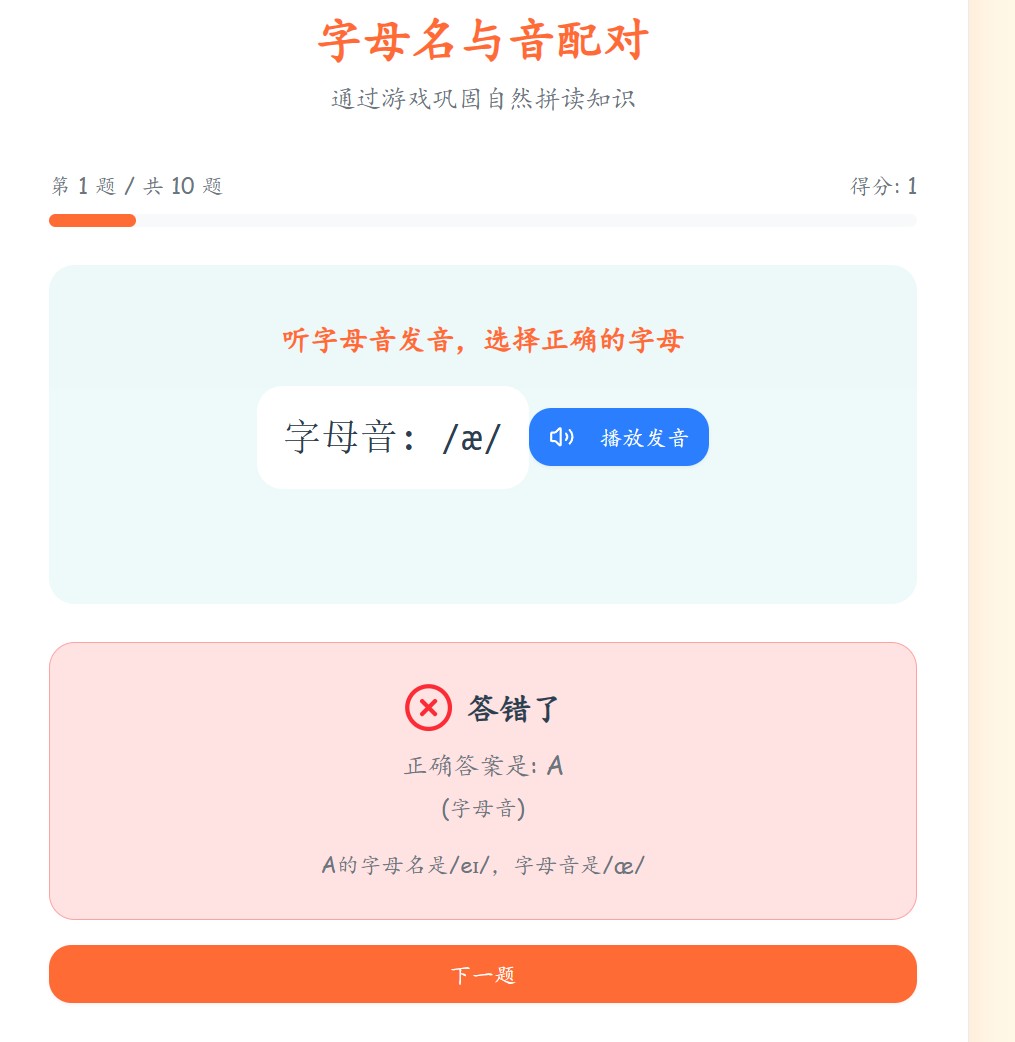 字母名与音配对
通过游戏巩固自然拼读知识
第 1 题 / 共 10 题
得分: 1
听字母音发音，选择正确的字母
字母音: /æ/
播放发音
答错了
正确答案是: A
(字母音)
A的字母名是/eɪ/，字母音是/æ/
下一题